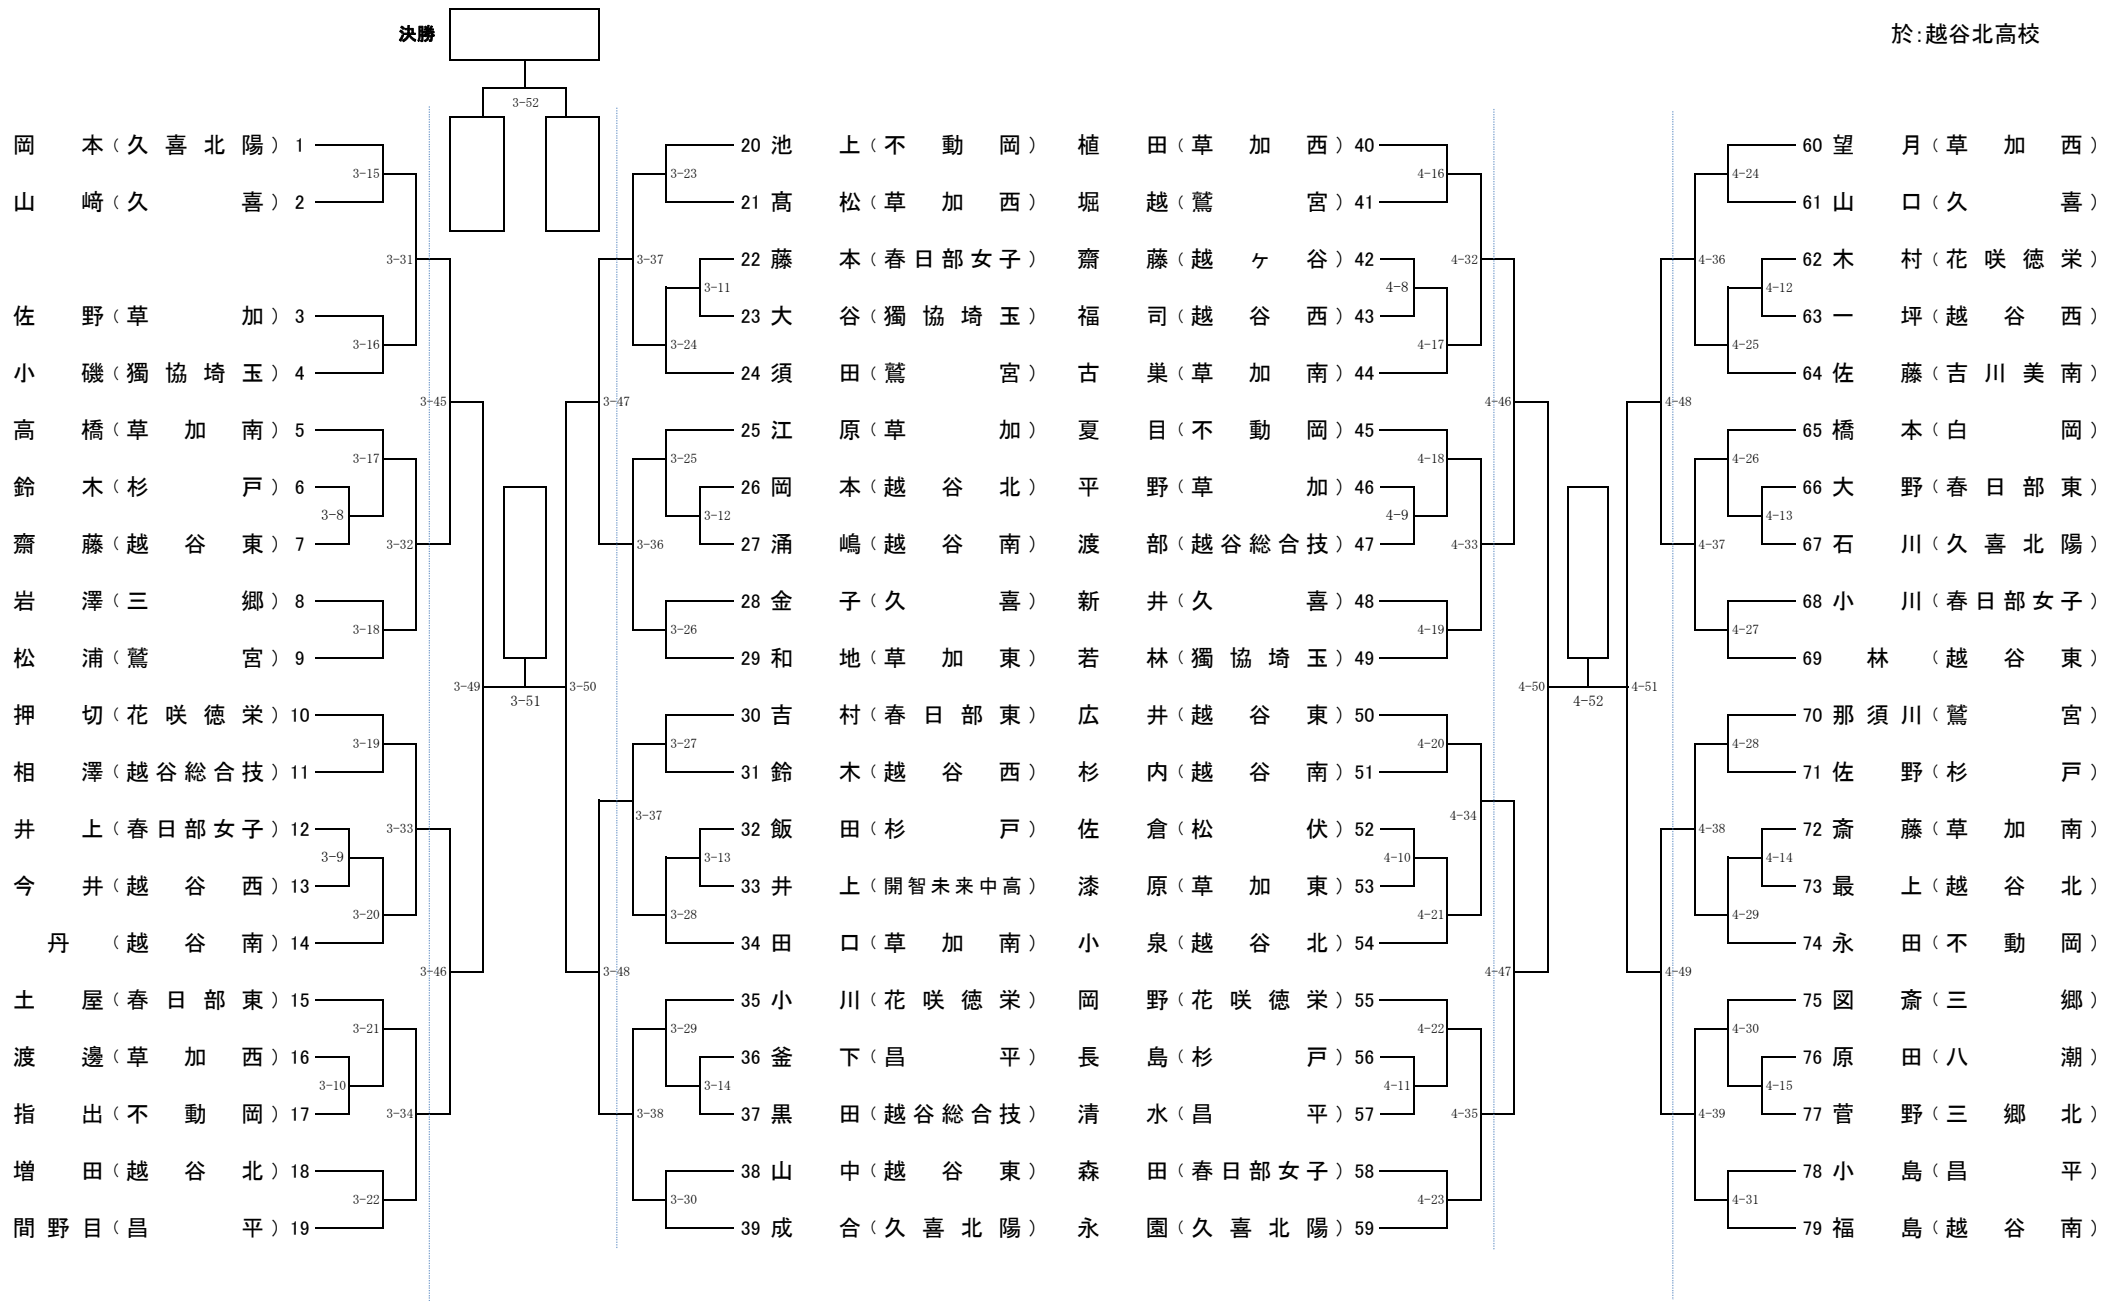 決勝
於:越谷北高校
3-52
岡本(久喜北陽) 1
山﨑(久喜) 2
佐野(草加) 3
小磯(獨協埼玉) 4
高橋(草加南) 5
鈴木(杉戸) 6
齋藤(越谷東) 7
岩澤(三郷) 8
松浦(鷲宮) 9
押切(花咲徳栄) 10
相澤(越谷総合技) 11
井上(春日部女子) 12
今井(越谷西) 13
丹(越谷南) 14
土屋(春日部東) 15
渡邊(草加西) 16
指出(不動岡) 17
増田(越谷北) 18
間野目(昌平) 19
3-15
3-16
3-17
3-8
3-18
3-19
3-9
3-20
3-21
3-10
3-22
3-31
3-32
3-33
3-34
3-45
3-46
3-49
3-51
3-50
3-47
3-48
3-37
3-36
3-37
3-38
3-23
3-11
3-24
3-25
3-12
3-26
3-27
3-13
3-28
3-29
3-14
3-30
20 池上(不動岡)
21 髙松(草加西)
22 藤本(春日部女子)
23 大谷(獨協埼玉)
24 須田(鷲宮)
25 江原(草加)
26 岡本(越谷北)
27 涌嶋(越谷南)
28 金子(久喜)
29 和地(草加東)
30 吉村(春日部東)
31 鈴木(越谷西)
32 飯田(杉戸)
33 井上(開智未来中高)
34 田口(草加南)
35 小川(花咲徳栄)
36 釜下(昌平)
37 黒田(越谷総合技)
38 山中(越谷東)
39 成合(久喜北陽)
植田(草加西) 40
堀越(鷲宮) 41
齋藤(越ヶ谷) 42
福司(越谷西) 43
古巣(草加南) 44
夏目(不動岡) 45
平野(草加) 46
渡部(越谷総合技) 47
新井(久喜) 48
若林(獨協埼玉) 49
広井(越谷東) 50
杉内(越谷南) 51
佐倉(松伏) 52
漆原(草加東) 53
小泉(越谷北) 54
岡野(花咲徳栄) 55
長島(杉戸) 56
清水(昌平) 57
森田(春日部女子) 58
永園(久喜北陽) 59
4-16
4-8
4-17
4-18
4-9
4-19
4-20
4-10
4-21
4-22
4-11
4-23
4-32
4-33
4-34
4-35
4-46
4-47
4-50
4-52
4-51
4-48
4-49
4-36
4-37
4-38
4-39
4-24
4-12
4-25
4-26
4-13
4-27
4-28
4-14
4-29
4-30
4-15
4-31
60 望月(草加西)
61 山口(久喜)
62 木村(花咲徳栄)
63 一坪(越谷西)
64 佐藤(吉川美南)
65 橋本(白岡)
66 大野(春日部東)
67 石川(久喜北陽)
68 小川(春日部女子)
69 林(越谷東)
70 那須川(鷲宮)
71 佐野(杉戸)
72 斎藤(草加南)
73 最上(越谷北)
74 永田(不動岡)
75 図斎(三郷)
76 原田(八潮)
77 菅野(三郷北)
78 小島(昌平)
79 福島(越谷南)